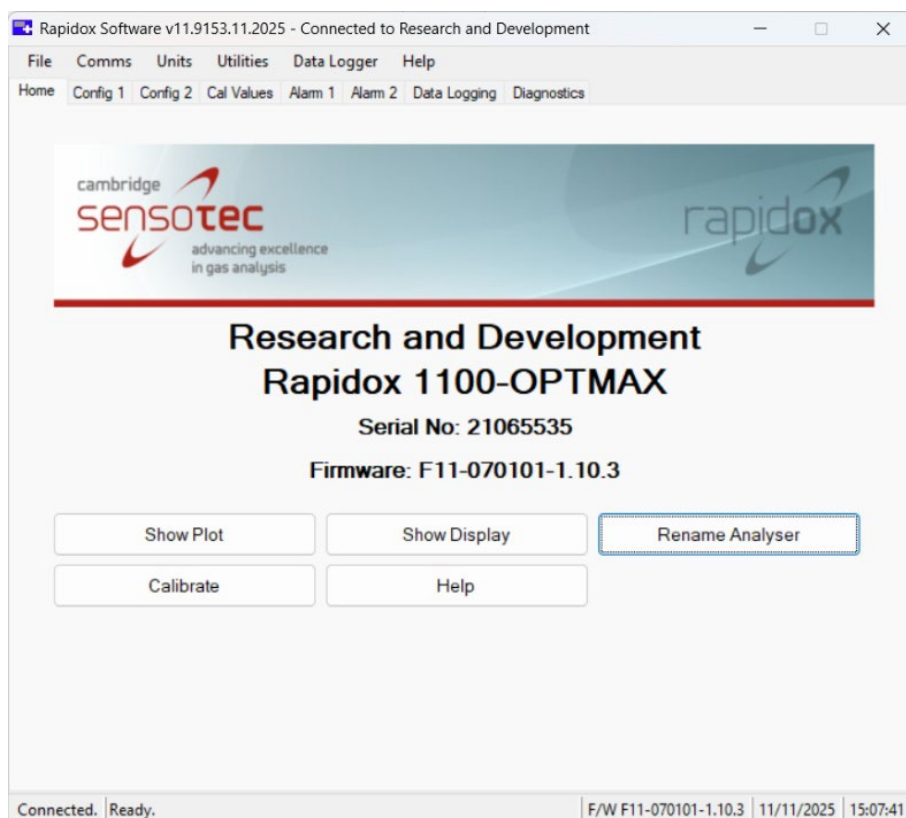 Rapidox Software v11.9153.11.2025 - Connected to Research and Development
File Comms Units Utilities Data Logger Help
Home Config 1 Config 2 Cal Values Alarm 1 Alarm 2 Data Logging Diagnostics
cambridge
sensotec
advancing excellence
in gas analysis
rapidox
Research and Development
Rapidox 1100-OPTMAX
Serial No: 21065535
Firmware: F11-070101-1.10.3
Show Plot Show Display Rename Analyser
Calibrate Help
Connected. Ready. F/W F11-070101-1.10.3 11/11/2025 15:07:41